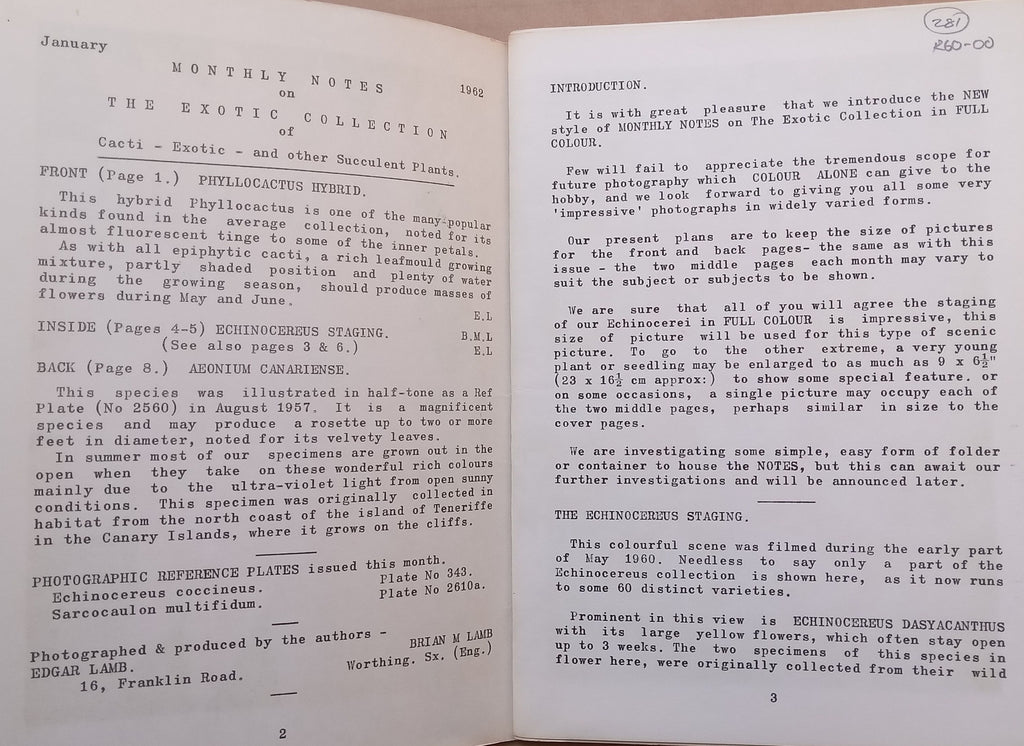 January
MONTHLY NOTES
on
1962
THE EXOTIC COLLECTION
of
Cacti - Exotic - and other Succulent Plants.
FRONT (Page 1.) PHYLLOCACTUS HYBRID.
This hybrid Phyllocactus is one of the many-popular
kinds found in the average collection, noted for its
almost fluorescent tinge to some of the inner petals.
As with all epiphytic cacti, a rich leafmould growing
mixture, partly shaded position and plenty of water
during the growing season, should produce masses of
flowers during May and June.
E.L
INSIDE (Pages 4-5) ECHINOCEREUS STAGING. B.M.L
(See also pages 3 & 6.) E.L
BACK (Page 8.) AEONIUM CANARIENSE.
This species was illustrated in half-tone as a Ref
Plate (No 2560) in August 1957. It is a magnificent
species and may produce a rosette up to two or more
feet in diameter, noted for its velvety leaves.
In summer most of our specimens are grown out in the
open when they take on these wonderful rich colours
mainly due to the ultra-violet light from open sunny
conditions. This specimen was originally collected in
habitat from the north coast of the island of Teneriffe
in the Canary Islands, where it grows on the cliffs.
PHOTOGRAPHIC REFERENCE PLATES issued this month.
Echinocereus coccineus. Plate No 343.
Sarcocaulon multifidum. Plate No 2610a.
Photographed & produced by the authors -
EDGAR LAMB. BRIAN M LAMB
16, Franklin Road. Worthing. Sx. (Eng.)
2
281
R60-00
INTRODUCTION.
It is with great pleasure that we introduce the NEW
style of MONTHLY NOTES on The Exotic Collection in FULL
COLOUR.
Few will fail to appreciate the tremendous scope for
future photography which COLOUR ALONE can give to the
hobby, and we look forward to giving you all some very
'impressive' photographs in widely varied forms.
Our present plans are to keep the size of pictures
for the front and back pages- the same as with this
issue - the two middle pages each month may vary to
suit the subject or subjects to be shown.
We are sure that all of you will agree the staging
of our Echinocerei in FULL COLOUR is impressive, this
size of picture will be used for this type of scenic
picture. To go to the other extreme, a very young
plant or seedling may be enlarged to as much as 9 x 6½"
(23 x 16½ cm approx:) to show some special feature. or
on some occasions, a single picture may occupy each of
the two middle pages, perhaps similar in size to the
cover pages.
We are investigating some simple, easy form of folder
or container to house the NOTES, but this can await our
further investigations and will be announced later.
THE ECHINOCEREUS STAGING.
This colourful scene was filmed during the early part
of May 1960. Needless to say only a part of the
Echinocereus collection is shown here, as it now runs
to some 60 distinct varieties.
Prominent in this view is ECHINOCEREUS DASYACANTHUS
with its large yellow flowers, which often stay open
up to 3 weeks. The two specimens of this species in
flower here, were originally collected from their wild
3